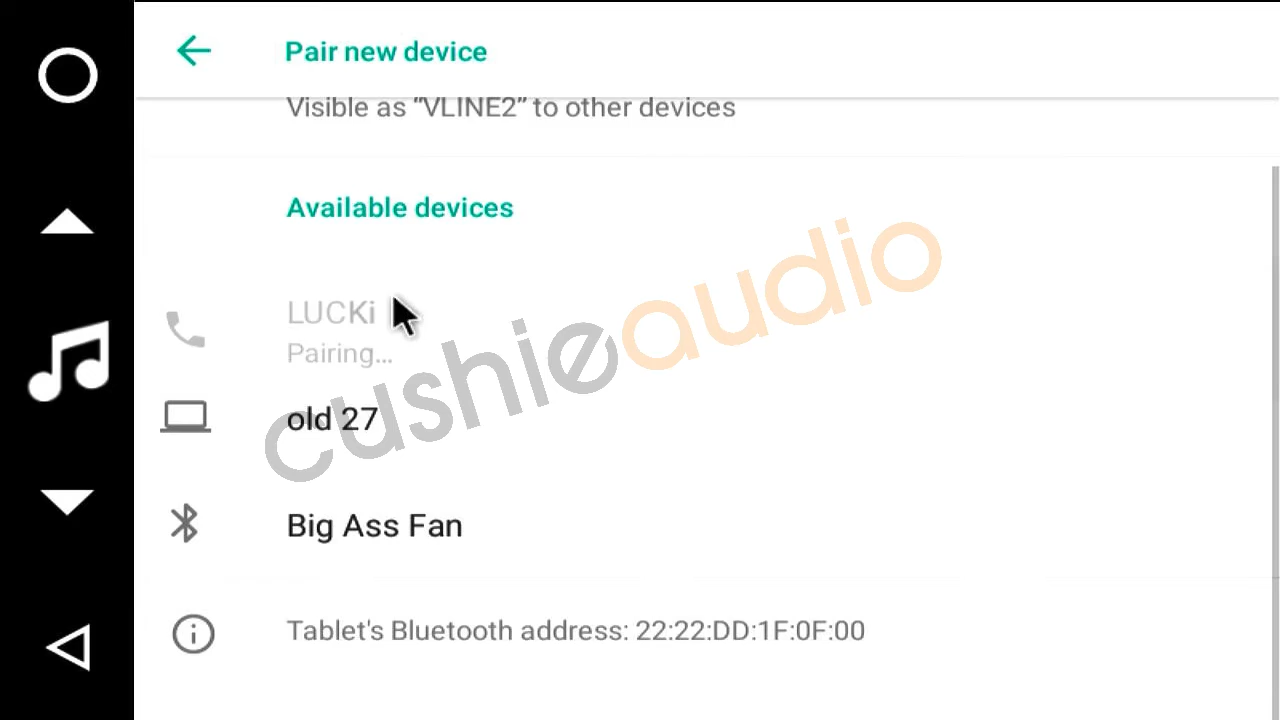 Pair new device
Visible as “VLINE2” to other devices
Available devices
LUCKi
Pairing...
old 27
Big Ass Fan
Tablet's Bluetooth address: 22:22:DD:1F:0F:00
cushieaudio